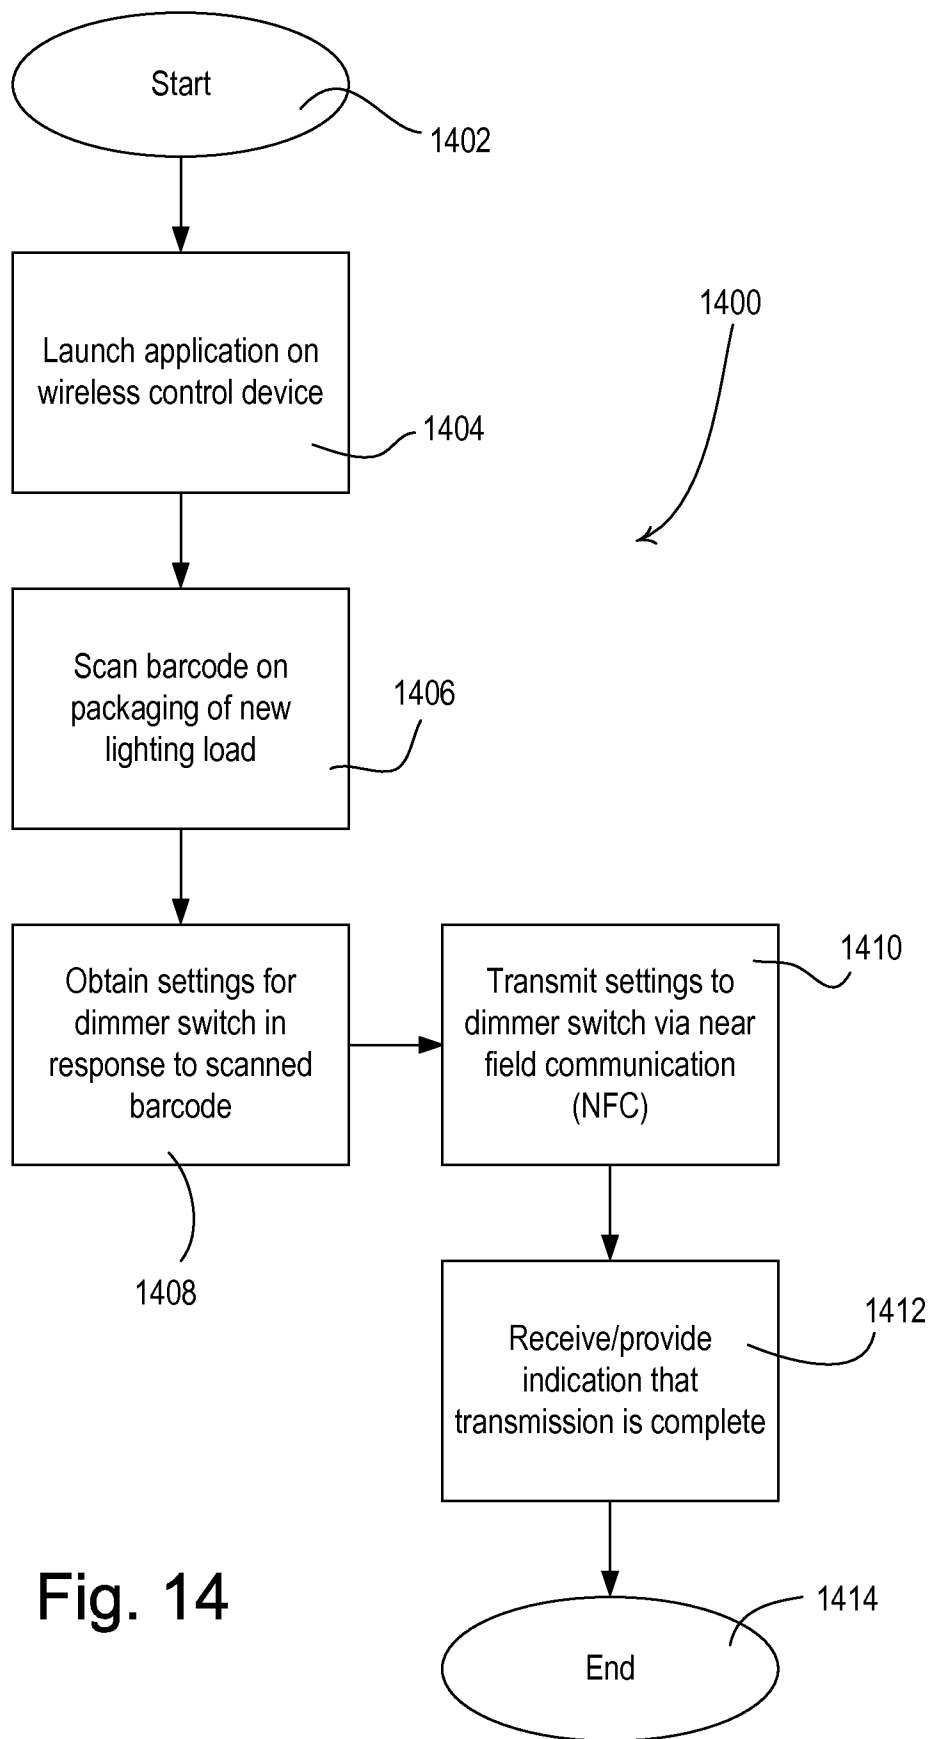 Start
1402
1400
Launch application on
wireless control device
1404
Scan barcode on
packaging of new
lighting load
1406
Obtain settings for
dimmer switch in
response to scanned
barcode
1408
Transmit settings to
dimmer switch via near
field communication
(NFC)
1410
Receive/provide
indication that
transmission is complete
1412
End
1414
Fig. 14